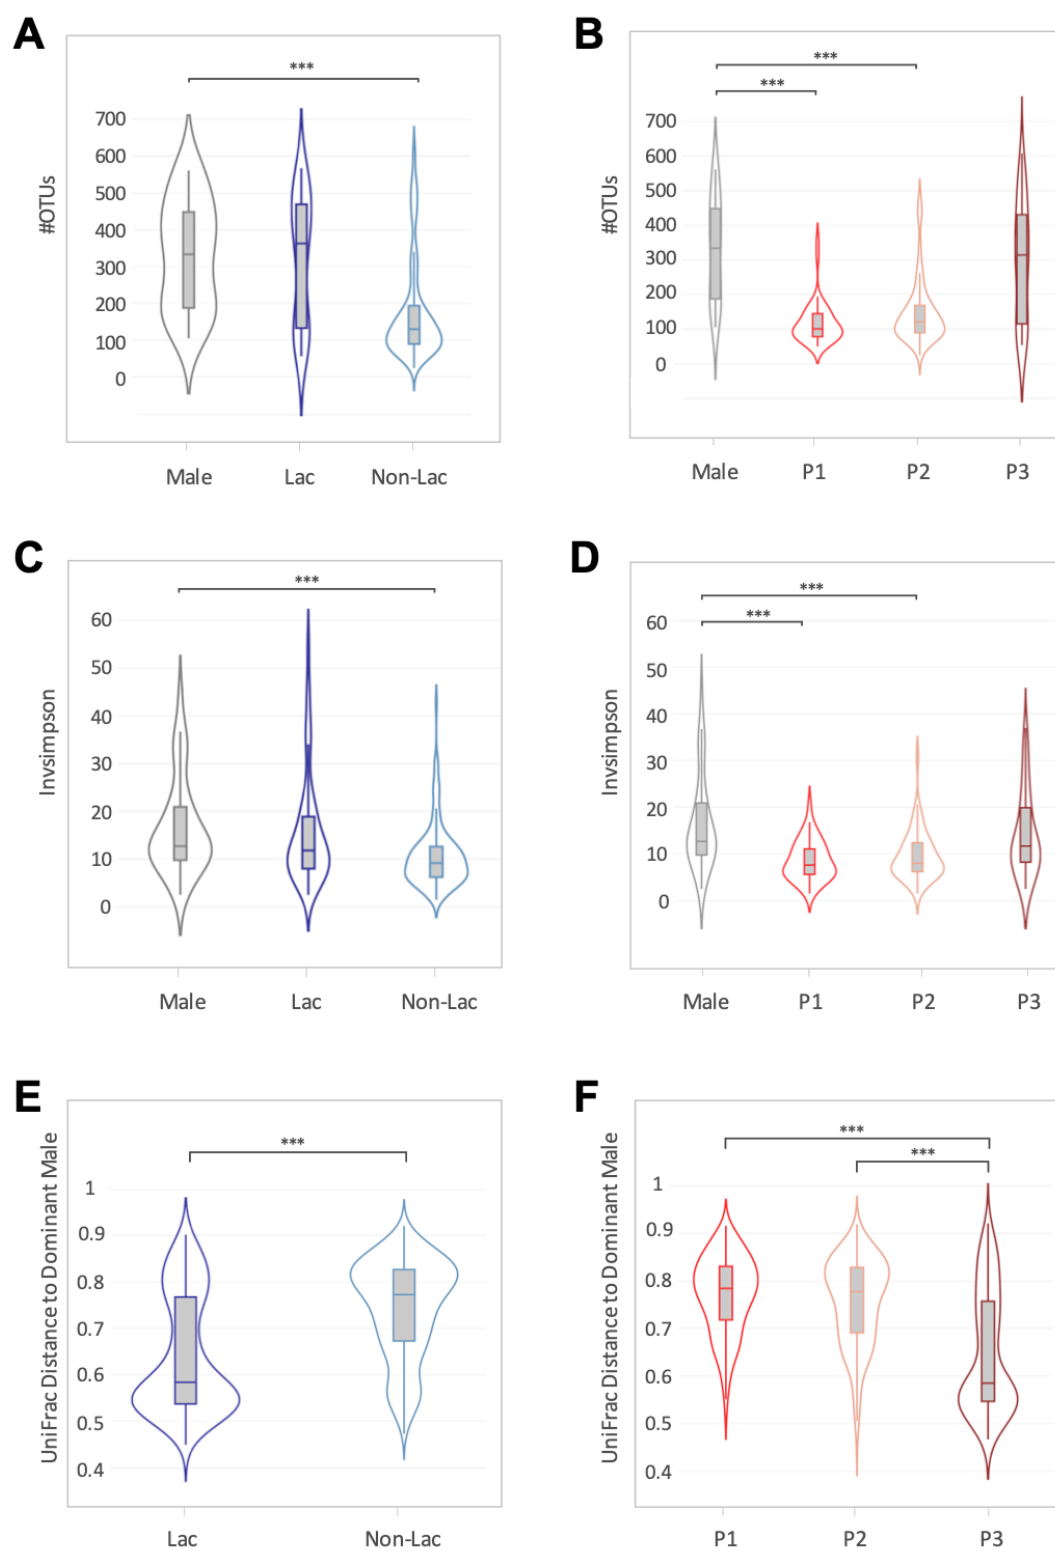 A
***
700
600
500
400
300
200
100
0
#OTUs
Male Lac Non-Lac
B
***
***
700
600
500
400
300
200
100
0
#OTUs
Male P1 P2 P3
C
***
60
50
40
30
20
10
0
Invsimpson
Male Lac Non-Lac
D
***
***
60
50
40
30
20
10
0
Invsimpson
Male P1 P2 P3
E
***
1
0.9
0.8
0.7
0.6
0.5
0.4
UniFrac Distance to Dominant Male
Lac Non-Lac
F
***
***
1
0.9
0.8
0.7
0.6
0.5
0.4
UniFrac Distance to Dominant Male
P1 P2 P3